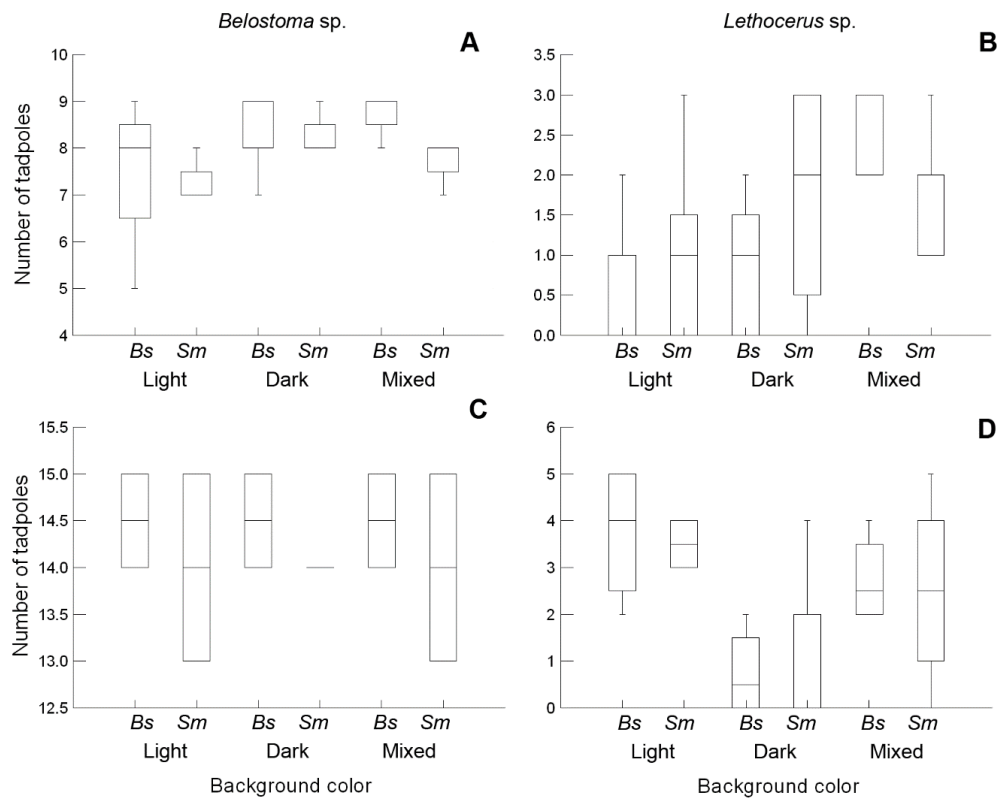 Belostoma sp.
Lethocerus sp.
A
Number of tadpoles
10
9
8
7
6
5
4
Bs Sm Bs Sm Bs Sm
Light Dark Mixed
B
3.5
3.0
2.5
2.0
1.5
1.0
0.5
0.0
Bs Sm Bs Sm Bs Sm
Light Dark Mixed
C
Number of tadpoles
15.5
15.0
14.5
14.0
13.5
13.0
12.5
Bs Sm Bs Sm Bs Sm
Light Dark Mixed
Background color
D
6
5
4
3
2
1
0
Bs Sm Bs Sm Bs Sm
Light Dark Mixed
Background color